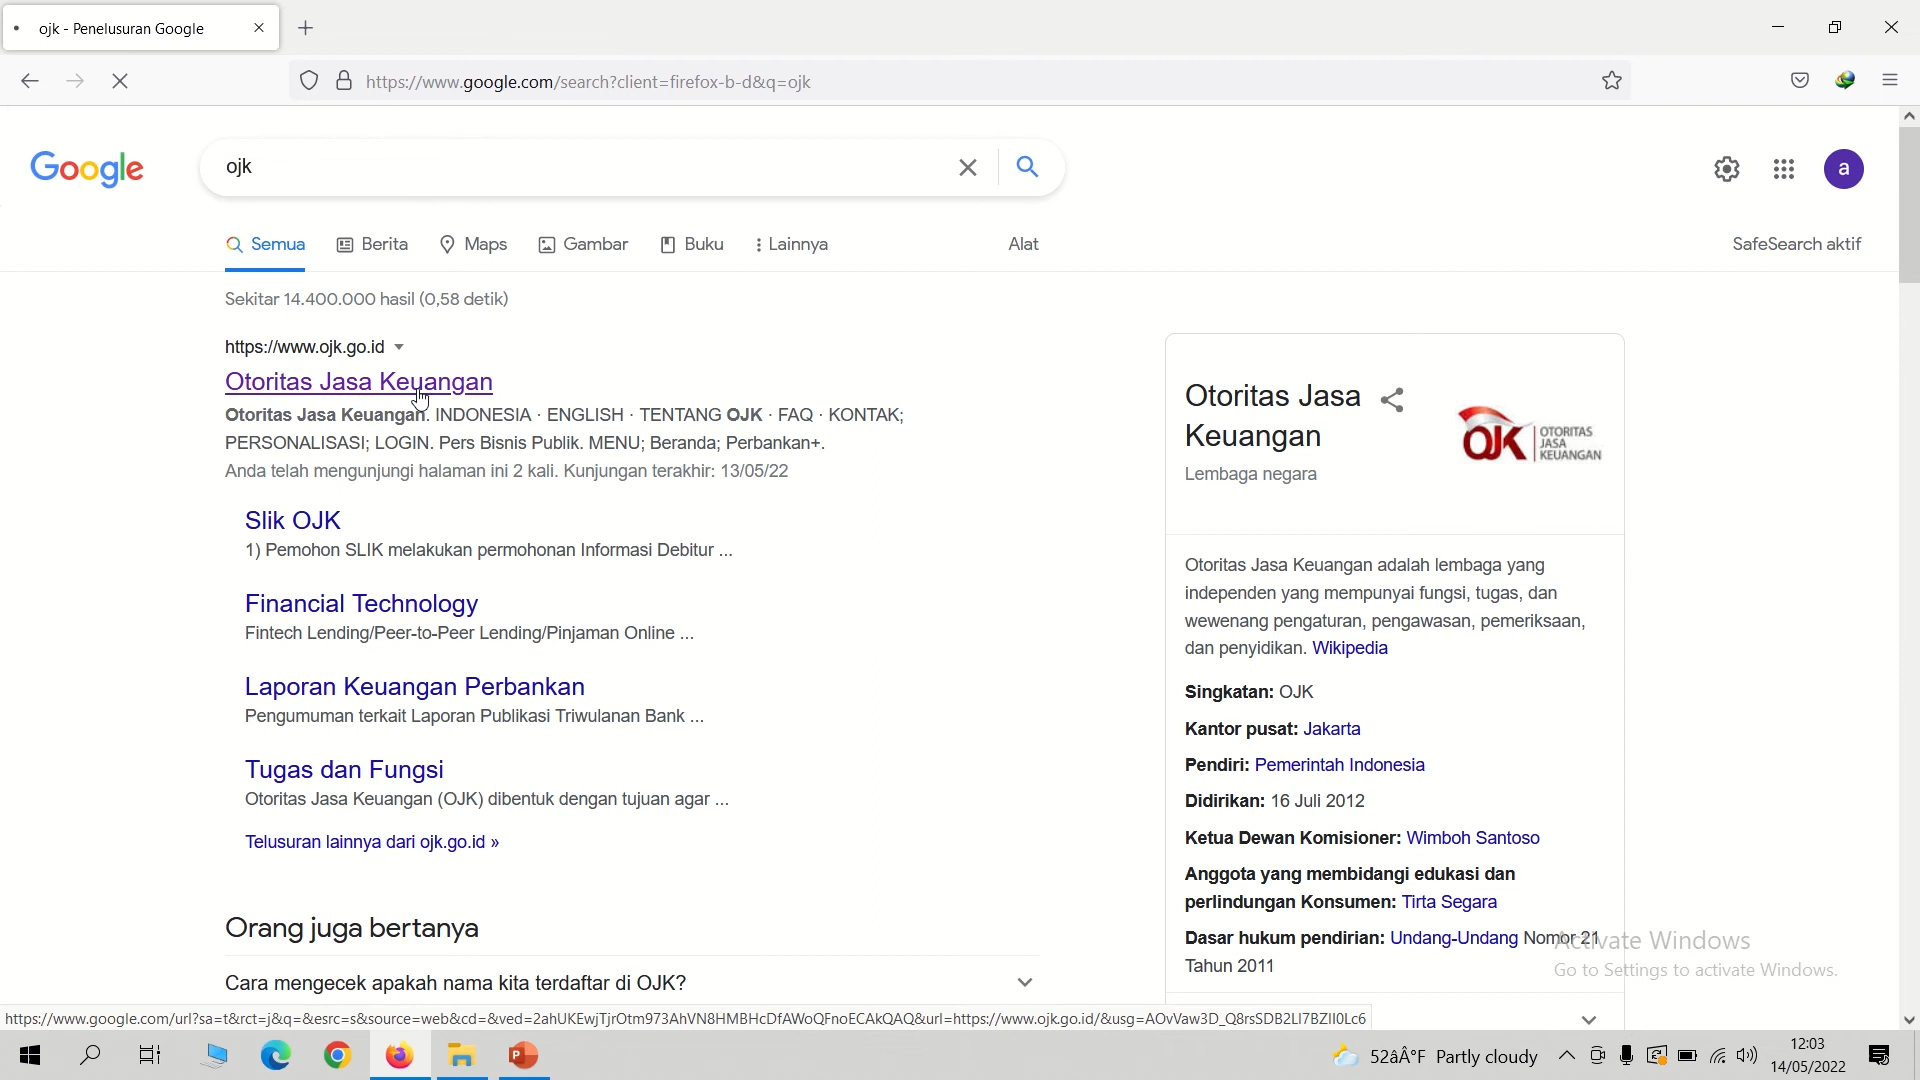 ojk - Penelusuran Google
https://www.google.com/search?client=firefox-b-d&q=ojk
Google
ojk
a
Semua
Berita
Maps
Gambar
Buku
Lainnya
Alat
SafeSearch aktif
Sekitar 14.400.000 hasil (0,58 detik)
https://www.ojk.go.id
Otoritas Jasa Keuangan
Otoritas Jasa Keuangan. INDONESIA · ENGLISH · TENTANG OJK · FAQ · KONTAK;
PERSONALISASI; LOGIN. Pers Bisnis Publik. MENU; Beranda; Perbankan+.
Anda telah mengunjungi halaman ini 2 kali. Kunjungan terakhir: 13/05/22
Slik OJK
1) Pemohon SLIK melakukan permohonan Informasi Debitur ...
Financial Technology
Fintech Lending/Peer-to-Peer Lending/Pinjaman Online ...
Laporan Keuangan Perbankan
Pengumuman terkait Laporan Publikasi Triwulanan Bank ...
Tugas dan Fungsi
Otoritas Jasa Keuangan (OJK) dibentuk dengan tujuan agar ...
Telusuran lainnya dari ojk.go.id »
Orang juga bertanya
Cara mengecek apakah nama kita terdaftar di OJK?
Otoritas Jasa
Keuangan
Lembaga negara
OJK
OTORITAS
JASA
KEUANGAN
Otoritas Jasa Keuangan adalah lembaga yang
independen yang mempunyai fungsi, tugas, dan
wewenang pengaturan, pengawasan, pemeriksaan,
dan penyidikan. Wikipedia
Singkatan: OJK
Kantor pusat: Jakarta
Pendiri: Pemerintah Indonesia
Didirikan: 16 Juli 2012
Ketua Dewan Komisioner: Wimboh Santoso
Anggota yang membidangi edukasi dan
perlindungan Konsumen: Tirta Segara
Dasar hukum pendirian: Undang-Undang Nomor 21
Tahun 2011
Activate Windows
Go to Settings to activate Windows.
https://www.google.com/url?sa=t&rct=j&q=&esrc=s&source=web&cd=&ved=2ahUKEwjTjrOtm973AhVN8HMBHcDfAWoQFnoECAkQAQ&url=https://www.ojk.go.id/&usg=AOvVaw3D_Q8rsSDB2LI7BZII0Lc6
52âÂ°F Partly cloudy
12:03
14/05/2022